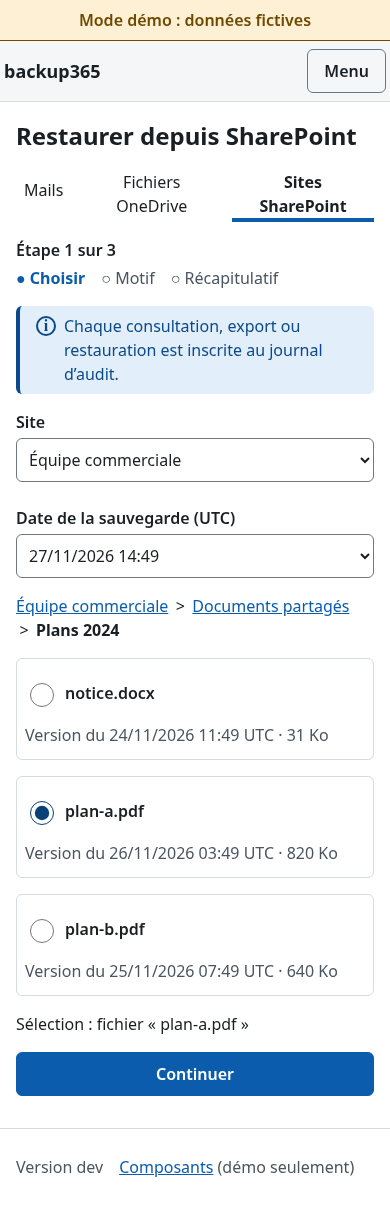 Mode démo : données fictives
backup365
Menu
Restaurer depuis SharePoint
Mails
Fichiers
OneDrive
Sites
SharePoint
Étape 1 sur 3
● Choisir ○ Motif ○ Récapitulatif
Chaque consultation, export ou
restauration est inscrite au journal
d’audit.
Site
Équipe commerciale
Date de la sauvegarde (UTC)
27/11/2026 14:49
Équipe commerciale > Documents partagés
> Plans 2024
notice.docx
Version du 24/11/2026 11:49 UTC · 31 Ko
plan-a.pdf
Version du 26/11/2026 03:49 UTC · 820 Ko
plan-b.pdf
Version du 25/11/2026 07:49 UTC · 640 Ko
Sélection : fichier « plan-a.pdf »
Continuer
Version dev Composants (démo seulement)